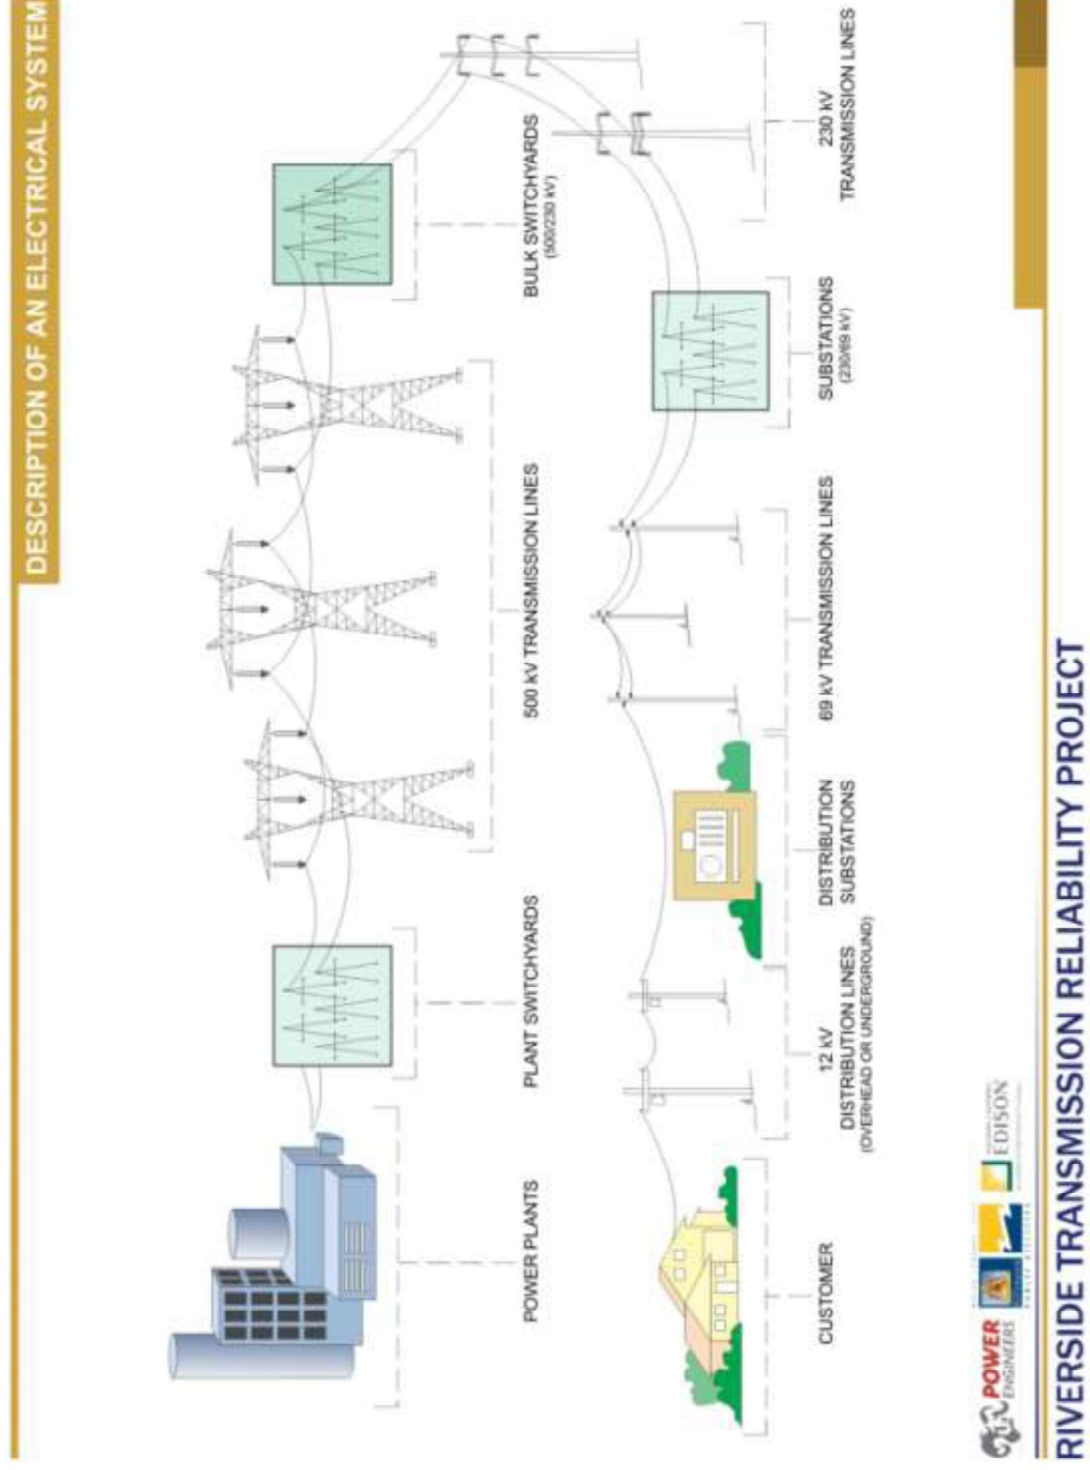 DESCRIPTION OF AN ELECTRICAL SYSTEM
POWER PLANTS
PLANT SWITCHYARDS
500 kV TRANSMISSION LINES
BULK SWITCHYARDS
(500/230 kV)
CUSTOMER
12 kV
DISTRIBUTION LINES
(OVERHEAD OR UNDERGROUND)
DISTRIBUTION
SUBSTATIONS
69 kV TRANSMISSION LINES
SUBSTATIONS
(230/69 kV)
230 kV
TRANSMISSION LINES
POWER
ENGINEERS
EDISON
RIVERSIDE TRANSMISSION RELIABILITY PROJECT